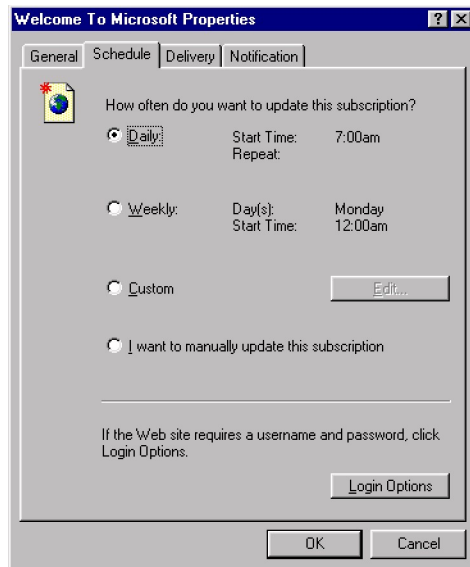 Welcome To Microsoft Properties
General Schedule Delivery Notification
How often do you want to update this subscription?
Daily: Start Time: 7:00am
Repeat:
Weekly: Day(s): Monday
Start Time: 12:00am
Custom Edit...
I want to manually update this subscription
If the Web site requires a username and password, click
Login Options.
Login Options
OK Cancel